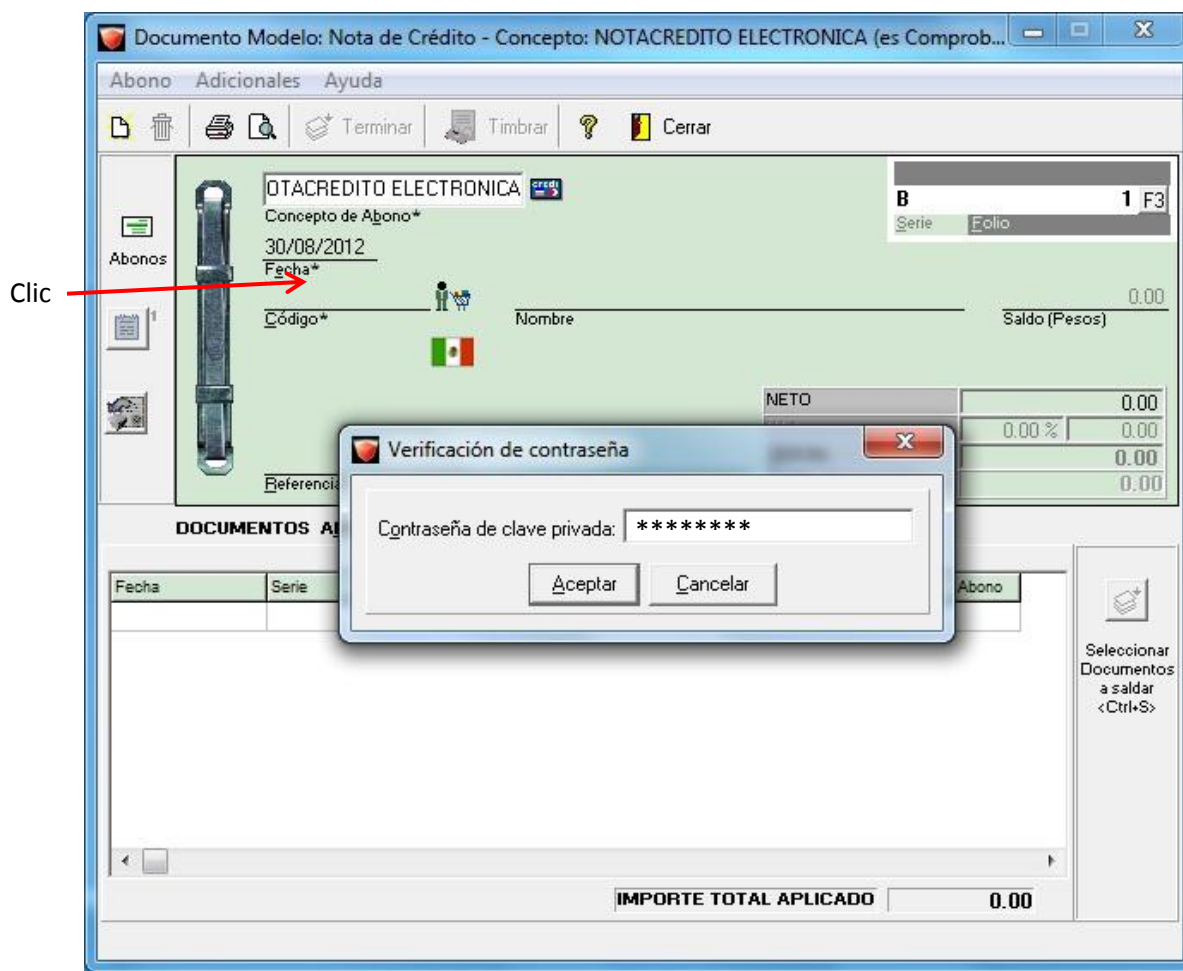 Documento Modelo: Nota de Crédito - Concepto: NOTACREDITO ELECTRONICA (es Comprob...
Abono Adicionales Ayuda
Terminar Timbrar Cerrar
OTACREDITO ELECTRONICA
Concepto de Abono*
B 1 F3
Serie Folio
Abonos
30/08/2012
Fecha*
Clic
1
0.00
Código* Nombre Saldo (Pesos)
NETO 0.00
0.00 % 0.00
0.00
Referencia 0.00
Verificación de contraseña
Contraseña de clave privada: ********
Aceptar Cancelar
DOCUMENTOS
Fecha Serie Abono
Seleccionar
Documentos
a saldar
<Ctrl+S>
IMPORTE TOTAL APLICADO 0.00